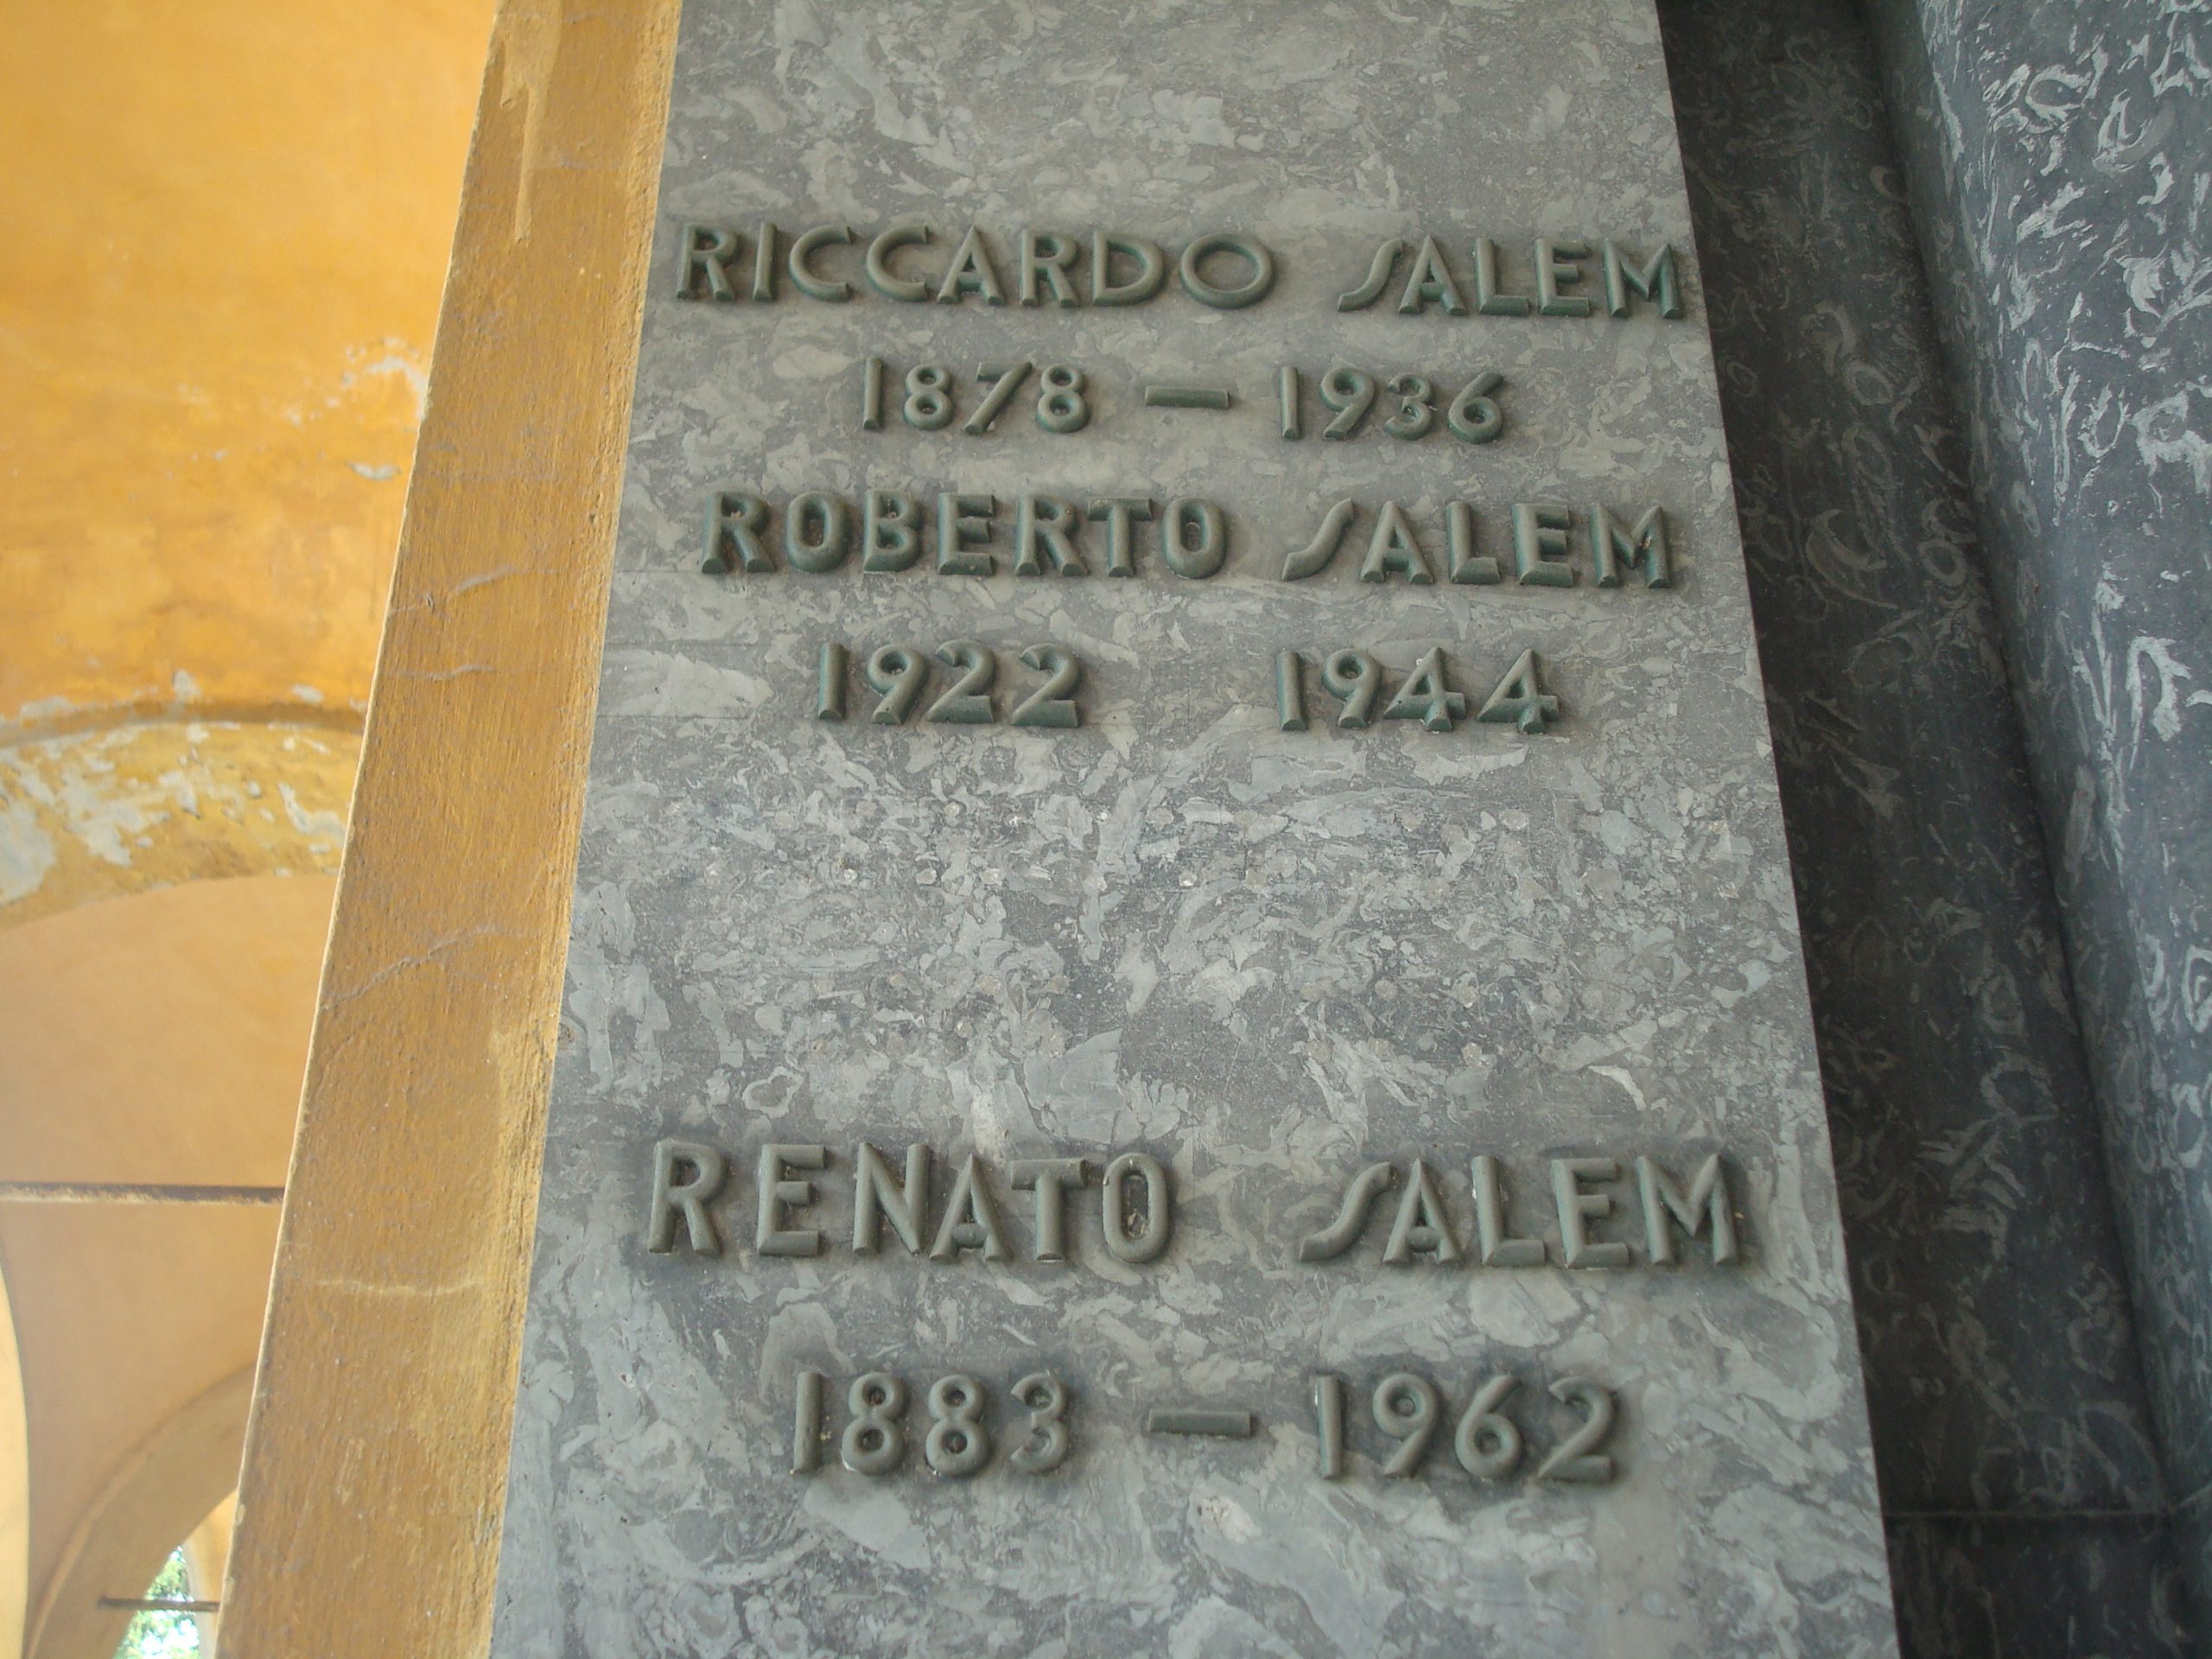 RICCARDO SALEM
1878 — 1936
ROBERTO SALEM
1922 1944
RENATO SALEM
1883 — 1962